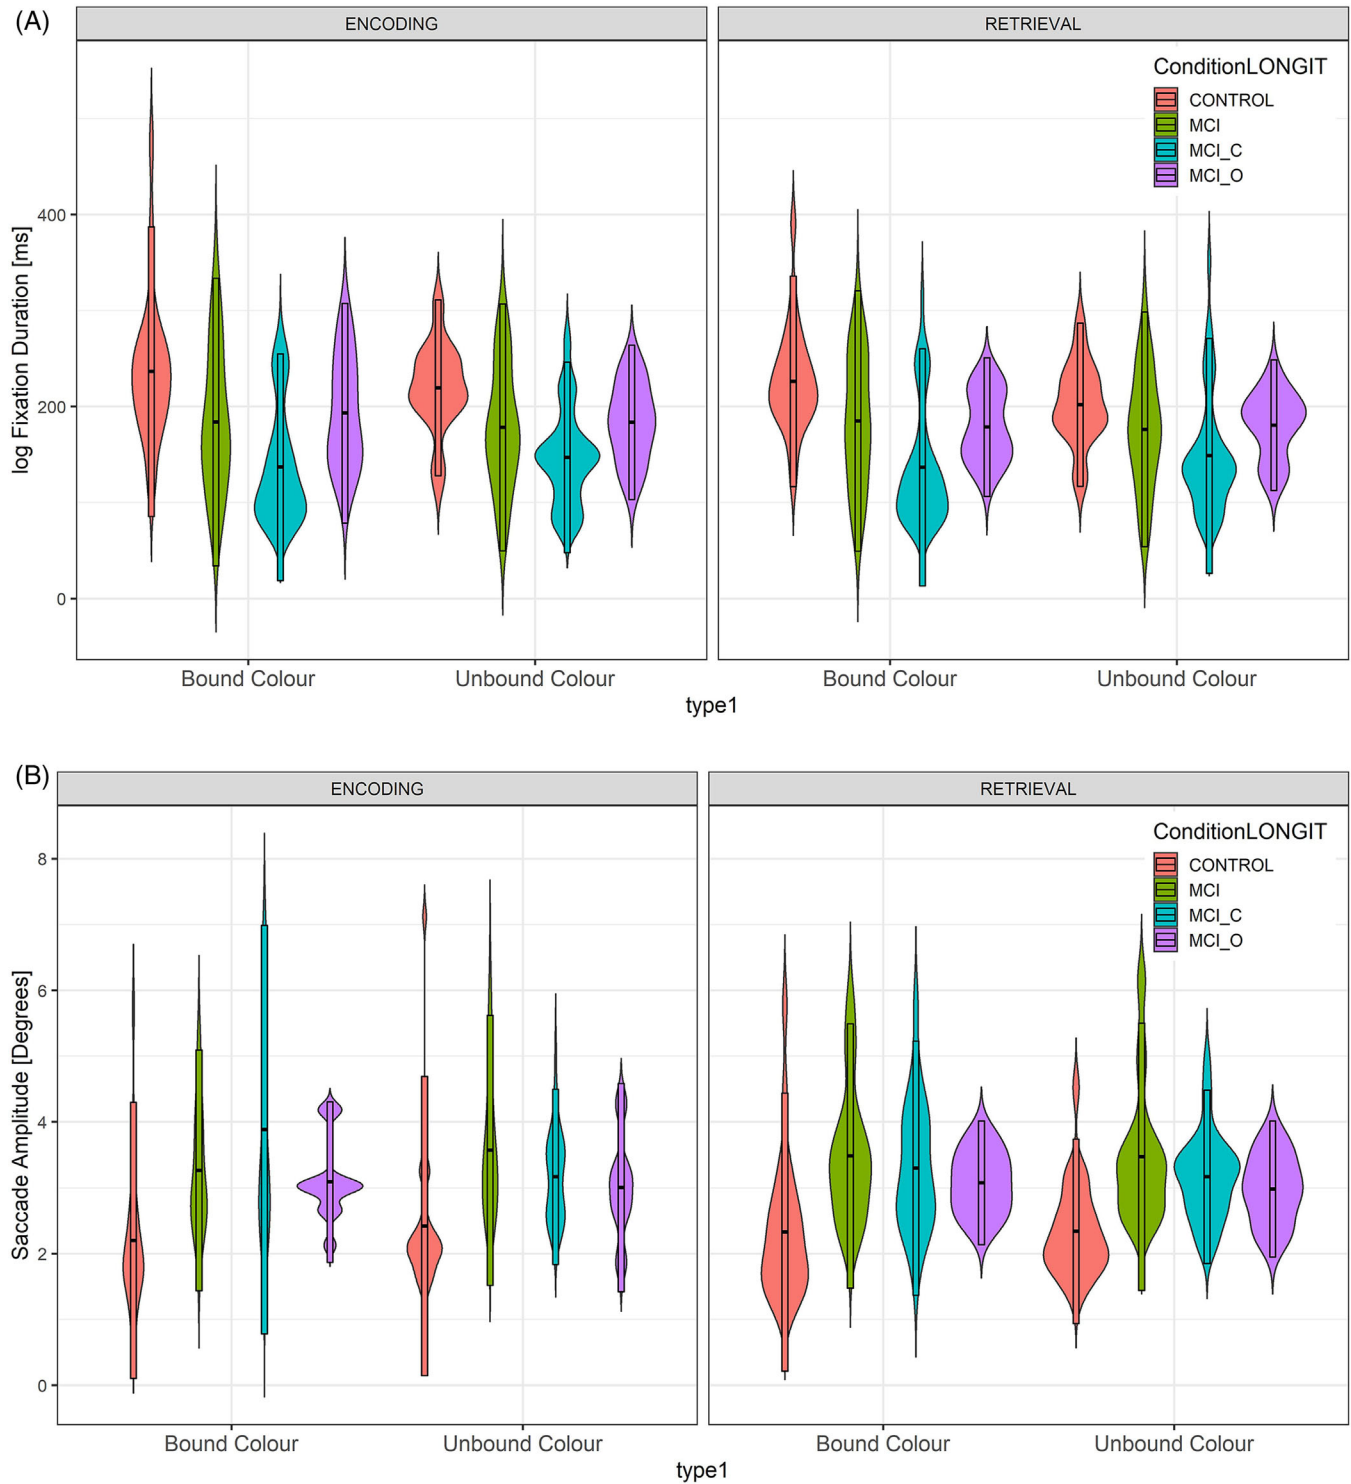 (A)
ENCODING
RETRIEVAL
ConditionLONGIT
CONTROL
MCI
MCI_C
MCI_O
log Fixation Duration [ms]
400
200
0
Bound Colour
Unbound Colour
Bound Colour
Unbound Colour
type1
(B)
ENCODING
RETRIEVAL
ConditionLONGIT
CONTROL
MCI
MCI_C
MCI_O
Saccade Amplitude [Degrees]
8
6
4
2
0
Bound Colour
Unbound Colour
Bound Colour
Unbound Colour
type1